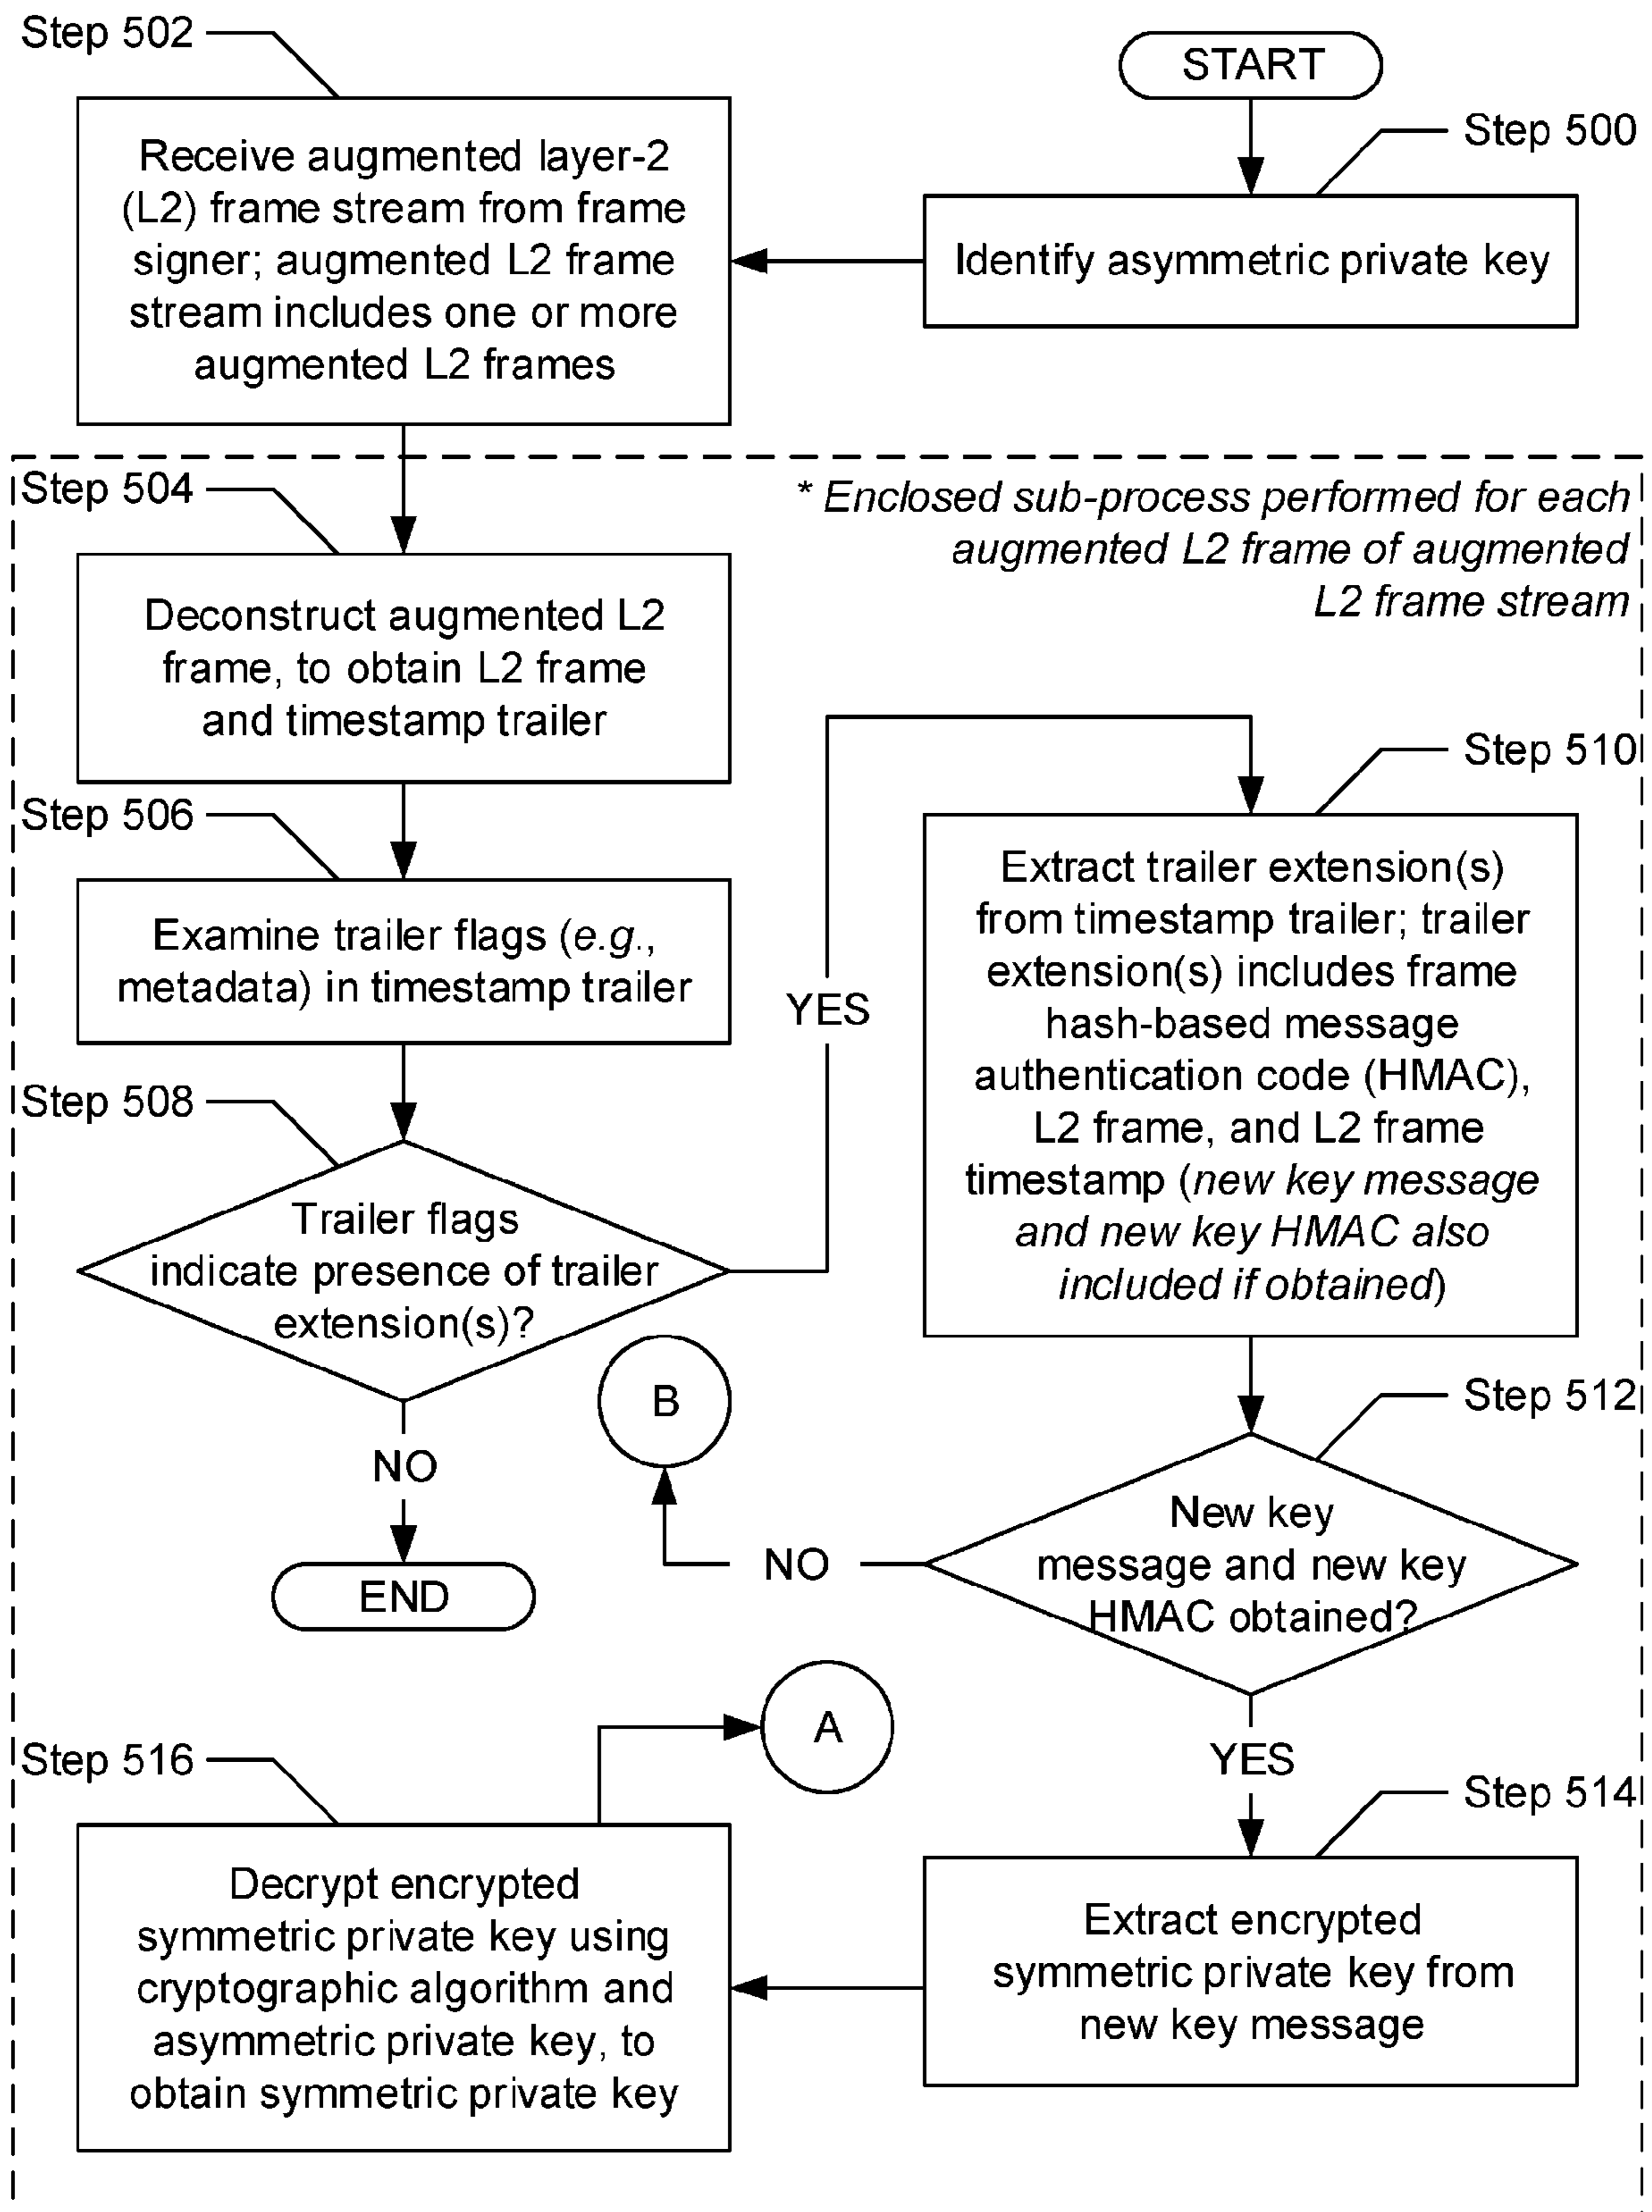 START
Step 500
Identify asymmetric private key
Step 502
Receive augmented layer-2
(L2) frame stream from frame
signer; augmented L2 frame
stream includes one or more
augmented L2 frames
* Enclosed sub-process performed for each
augmented L2 frame of augmented
L2 frame stream
Step 504
Deconstruct augmented L2
frame, to obtain L2 frame
and timestamp trailer
Step 506
Examine trailer flags (e.g.,
metadata) in timestamp trailer
Step 508
Trailer flags
indicate presence of trailer
extension(s)?
NO
END
YES
Step 510
Extract trailer extension(s)
from timestamp trailer; trailer
extension(s) includes frame
hash-based message
authentication code (HMAC),
L2 frame, and L2 frame
timestamp (new key message
and new key HMAC also
included if obtained)
Step 512
New key
message and new key
HMAC obtained?
NO
B
YES
Step 514
Extract encrypted
symmetric private key from
new key message
Step 516
Decrypt encrypted
symmetric private key using
cryptographic algorithm and
asymmetric private key, to
obtain symmetric private key
A